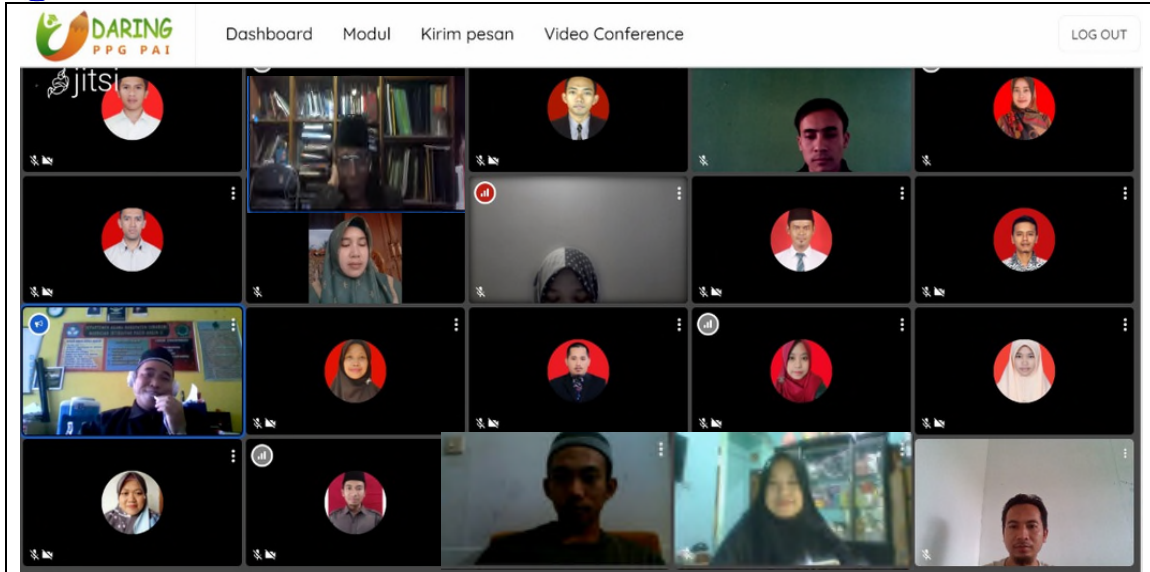 DARING
PPG PAI
Dashboard Modul Kirim pesan Video Conference
LOG OUT
jitsi